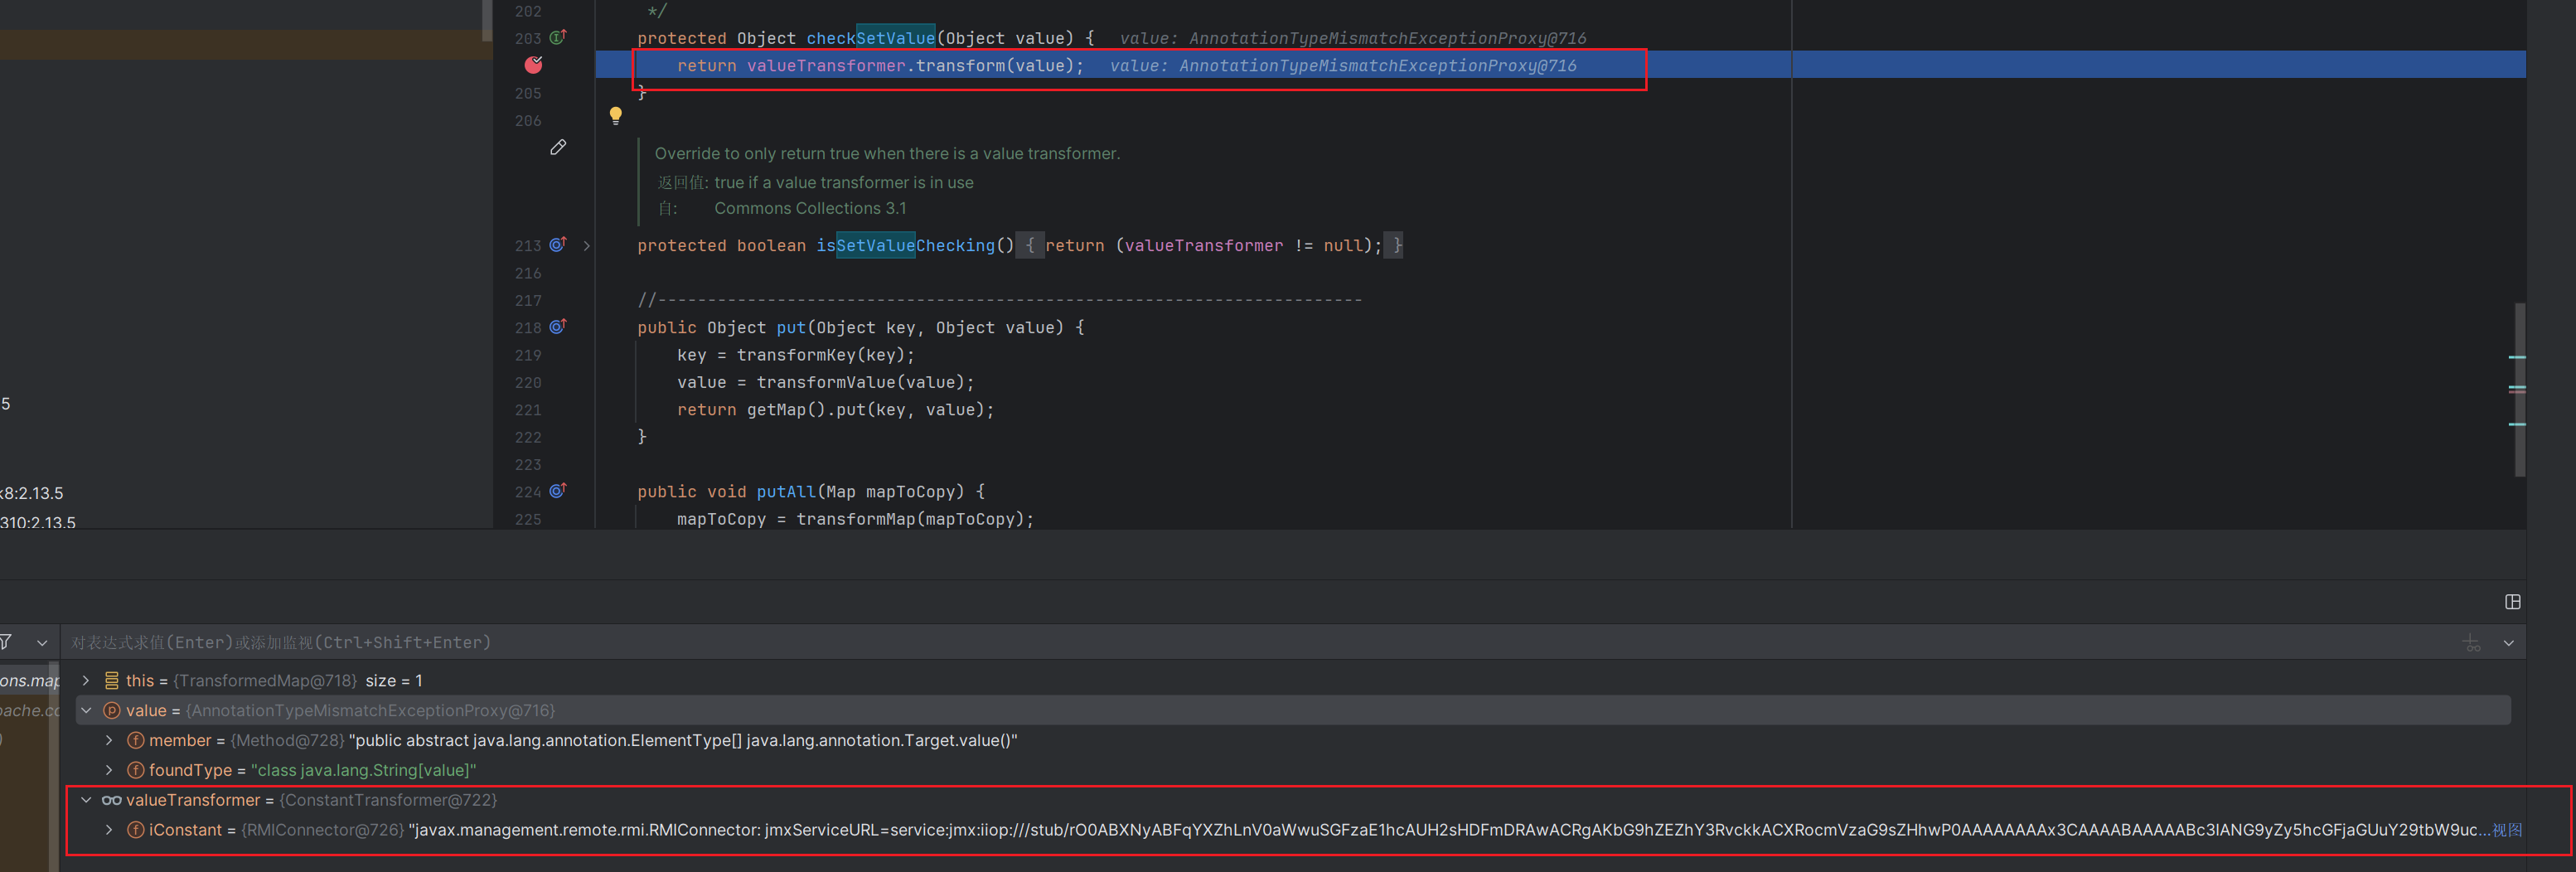 202 */
203 protected Object checkSetValue(Object value) { value: AnnotationTypeMismatchExceptionProxy@716
return valueTransformer.transform(value); value: AnnotationTypeMismatchExceptionProxy@716
205 }
206
Override to only return true when there is a value transformer.
返回值: true if a value transformer is in use
自: Commons Collections 3.1
213 protected boolean isSetValueChecking() { return (valueTransformer != null); }
216
217 //-----------------------------------------------------------------------
218 public Object put(Object key, Object value) {
219 key = transformKey(key);
220 value = transformValue(value);
221 return getMap().put(key, value);
222 }
223
224 public void putAll(Map mapToCopy) {
225 mapToCopy = transformMap(mapToCopy);
5
k8:2.13.5
310:2.13.5
对表达式求值(Enter)或添加监视(Ctrl+Shift+Enter)
ons.map
pache.co
)
this = {TransformedMap@718} size = 1
value = {AnnotationTypeMismatchExceptionProxy@716}
member = {Method@728} "public abstract java.lang.annotation.ElementType[] java.lang.annotation.Target.value()"
foundType = "class java.lang.String[value]"
valueTransformer = {ConstantTransformer@722}
iConstant = {RMIConnector@726} "javax.management.remote.rmi.RMIConnector: jmxServiceURL=service:jmx:iiop:///stub/rO0ABXNyABFqYXZhLnV0aWwuSGFzaE1hcAUH2sHDFmDRAwACRgAKbG9hZEZhY3RvckkACXRocmVzaG9sZHhwP0AAAAAAAAx3CAAAABAAAAABc3IANG9yZy5hcGFjaGUuY29tbW9uc...视图